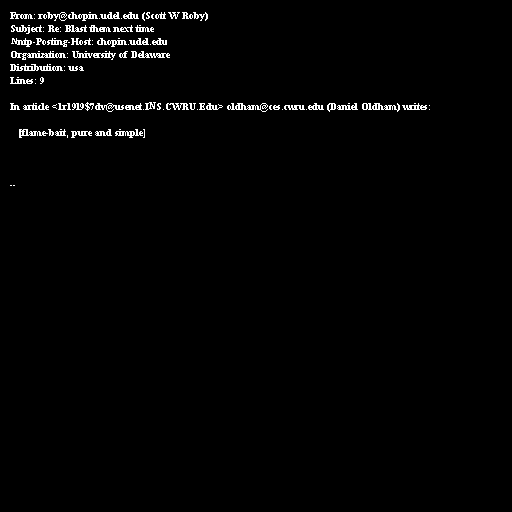 From: roby@chopin.udel.edu (Scott W Roby)
Subject: Re: Blast them next time
Nntp-Posting-Host: chopin.udel.edu
Organization: University of Delaware
Distribution: usa
Lines: 9
In article <1r1919$7dv@usenet.INS.CWRU.Edu> oldham@ces.cwru.edu (Daniel Oldham) writes:
[flame-bait, pure and simple]
--